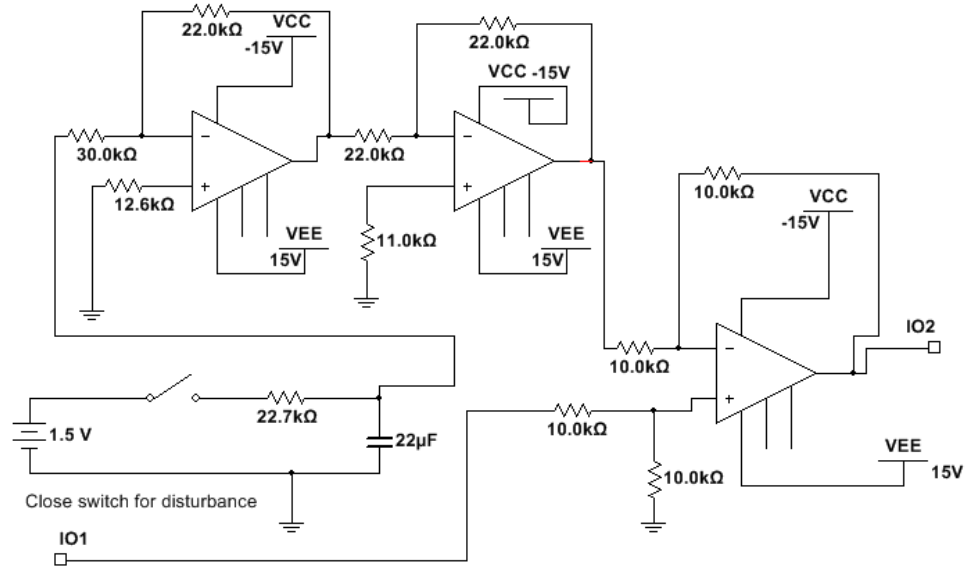 22.0kΩ
VCC
-15V
30.0kΩ
12.6kΩ
VEE
15V
22.0kΩ
22.0kΩ
VCC -15V
11.0kΩ
VEE
15V
10.0kΩ
VCC
-15V
10.0kΩ
IO2
10.0kΩ
10.0kΩ
VEE
15V
1.5 V
22.7kΩ
22µF
Close switch for disturbance
IO1